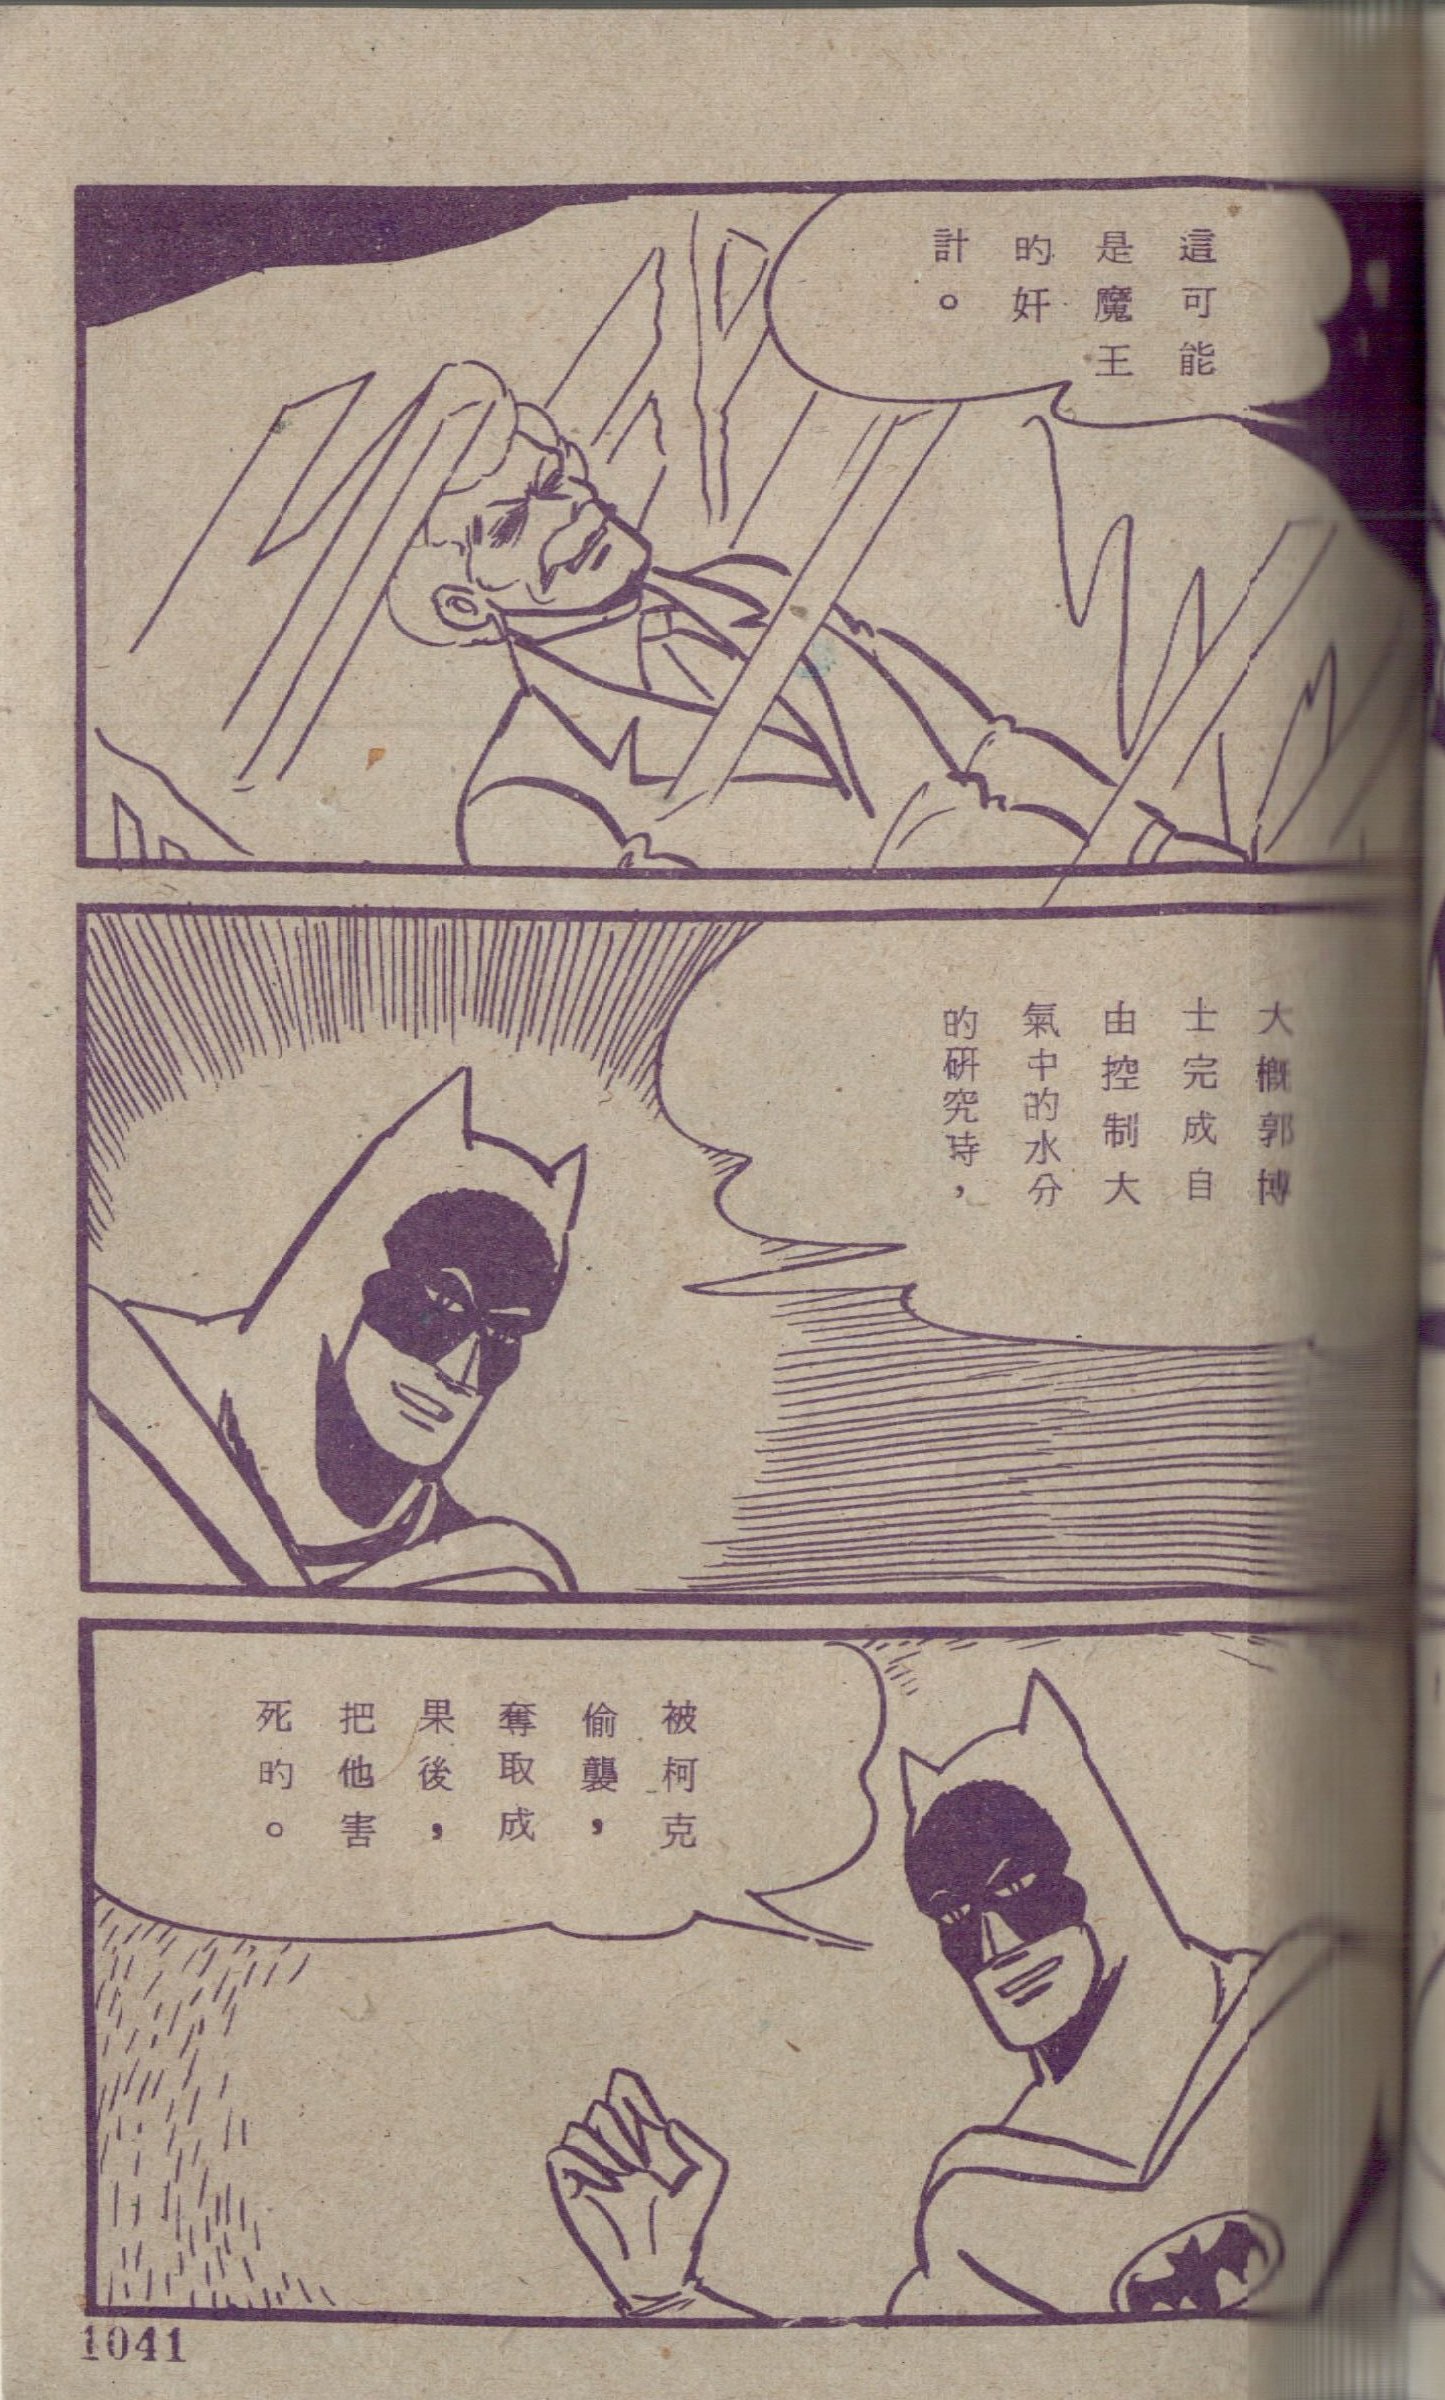 這可能
是魔王
的奸
計。
大概郭博
士完成自
由控制大
氣中的水分
的研究時，
被柯克
偷襲，
奪取成
果後，
把他害
死的。
1041